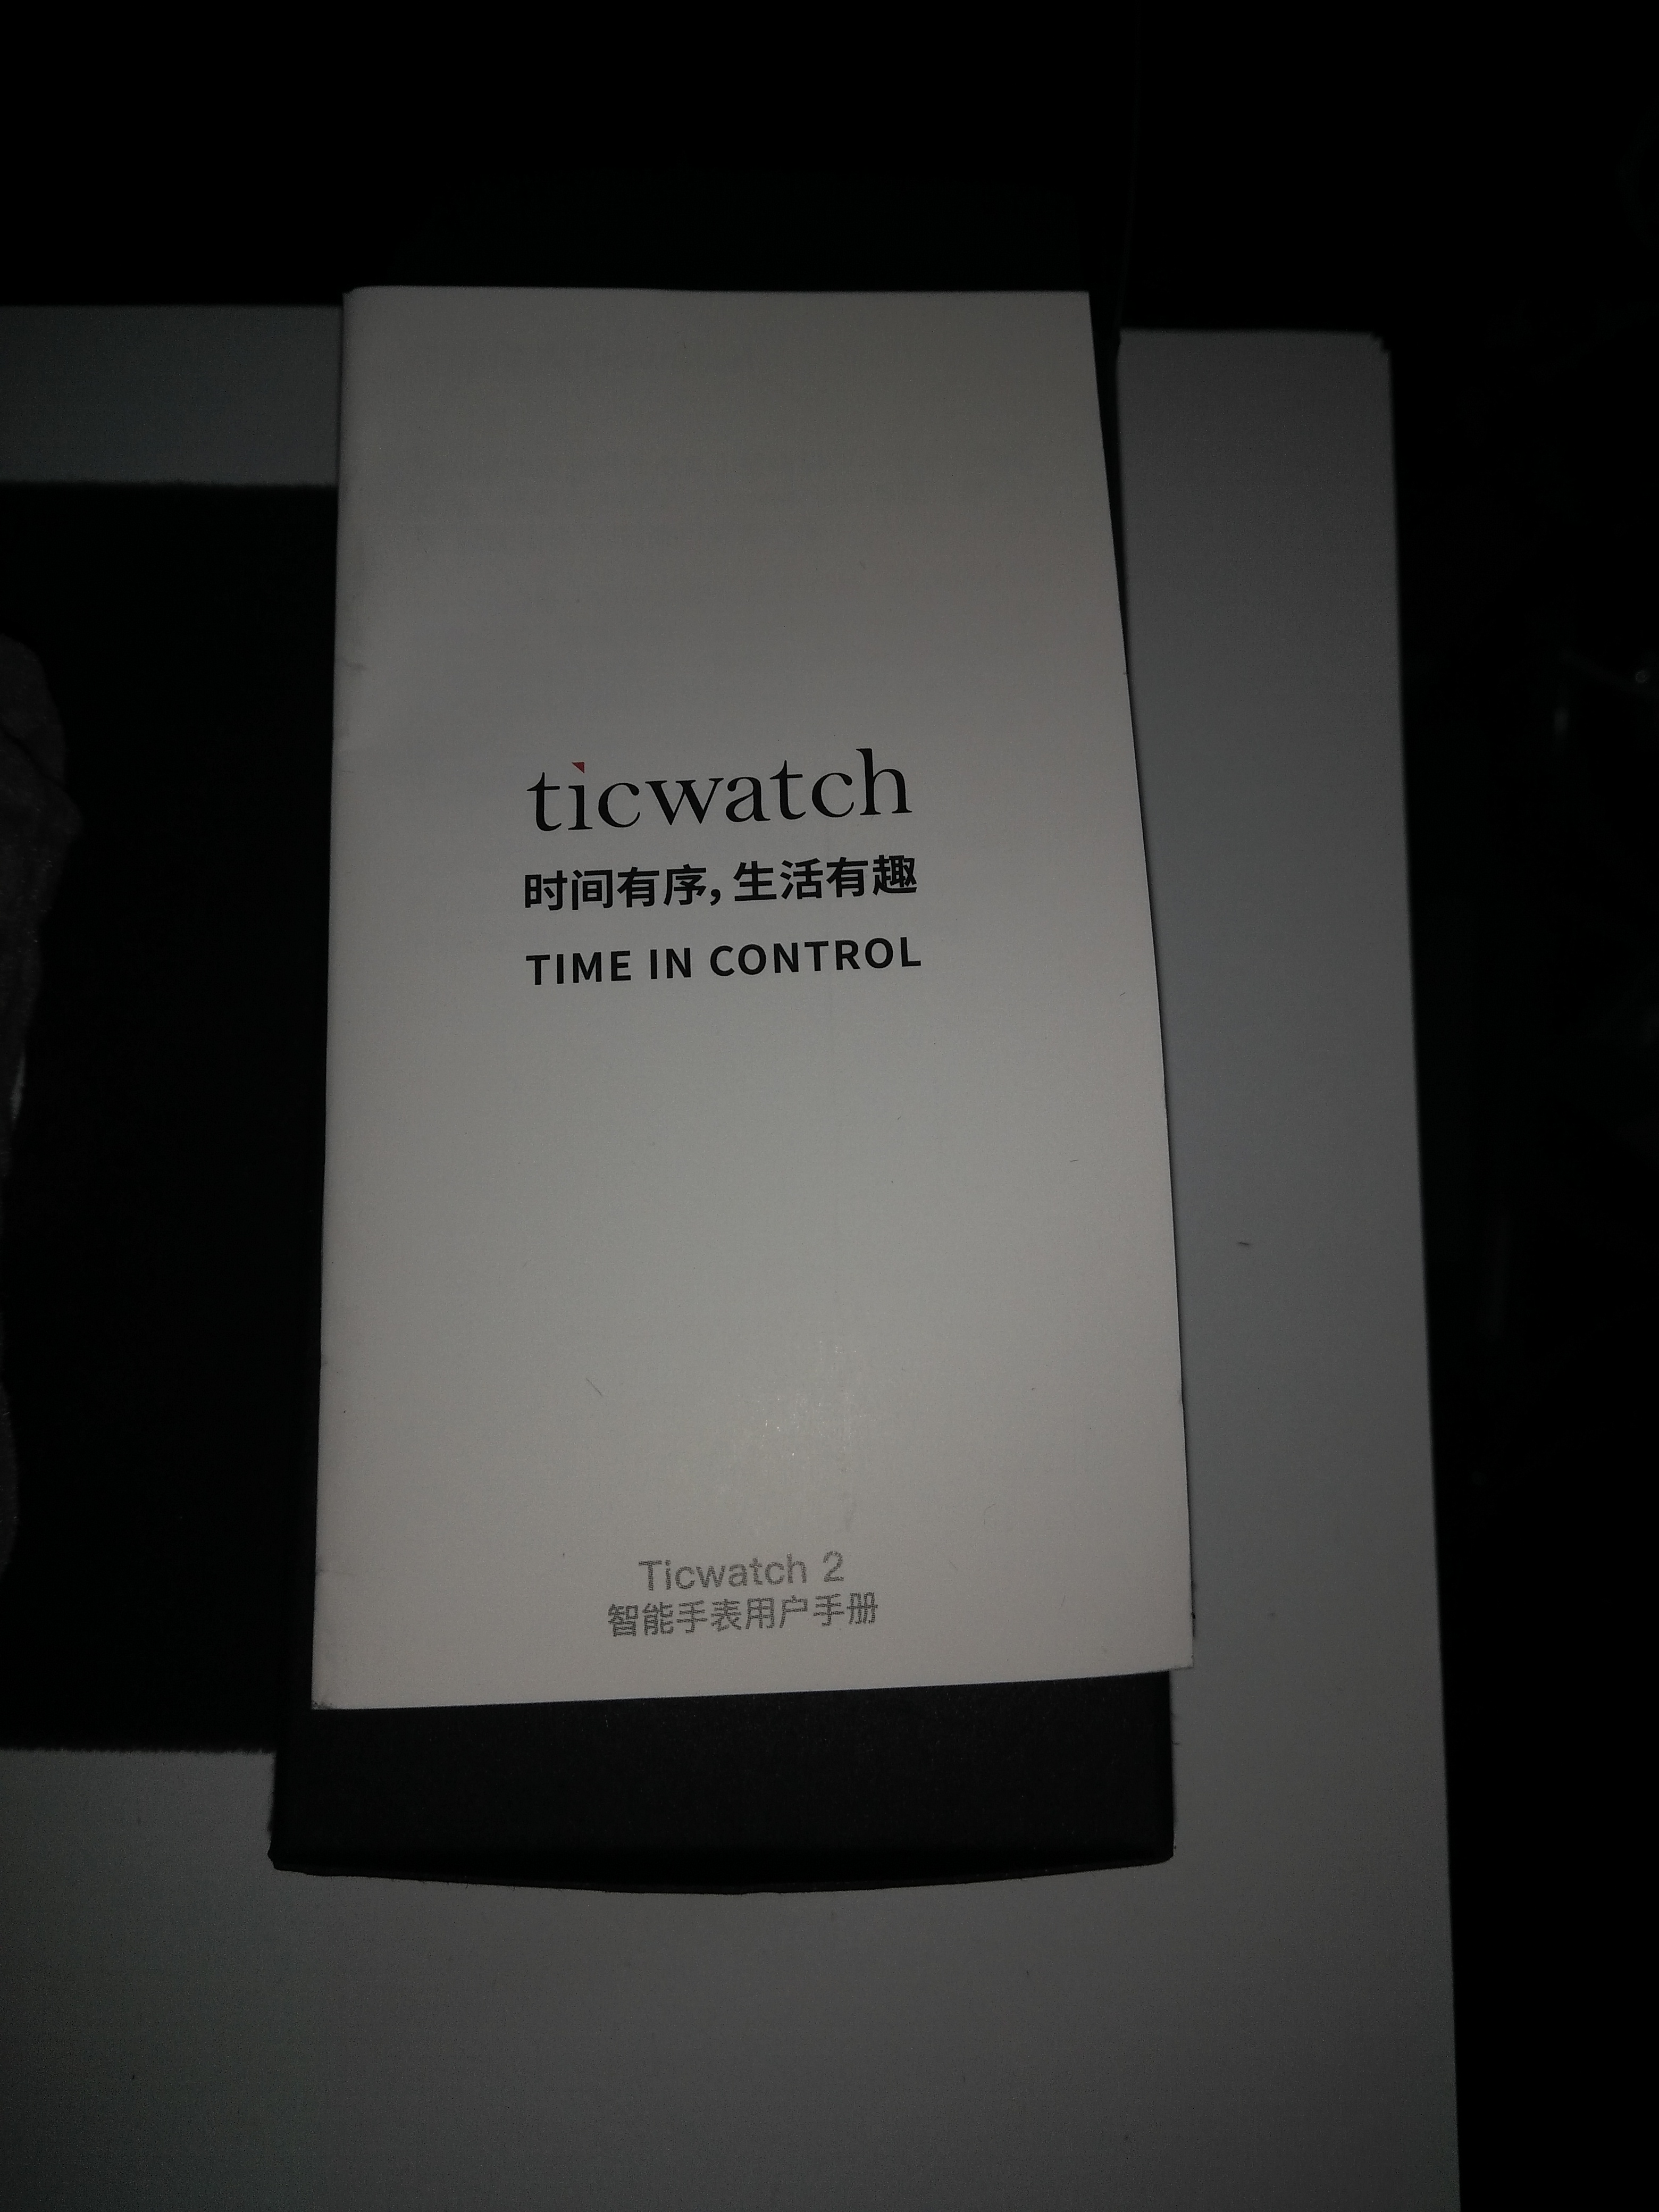 ticwatch
时间有序,生活有趣
TIME IN CONTROL
Ticwatch 2
智能手表用户手册